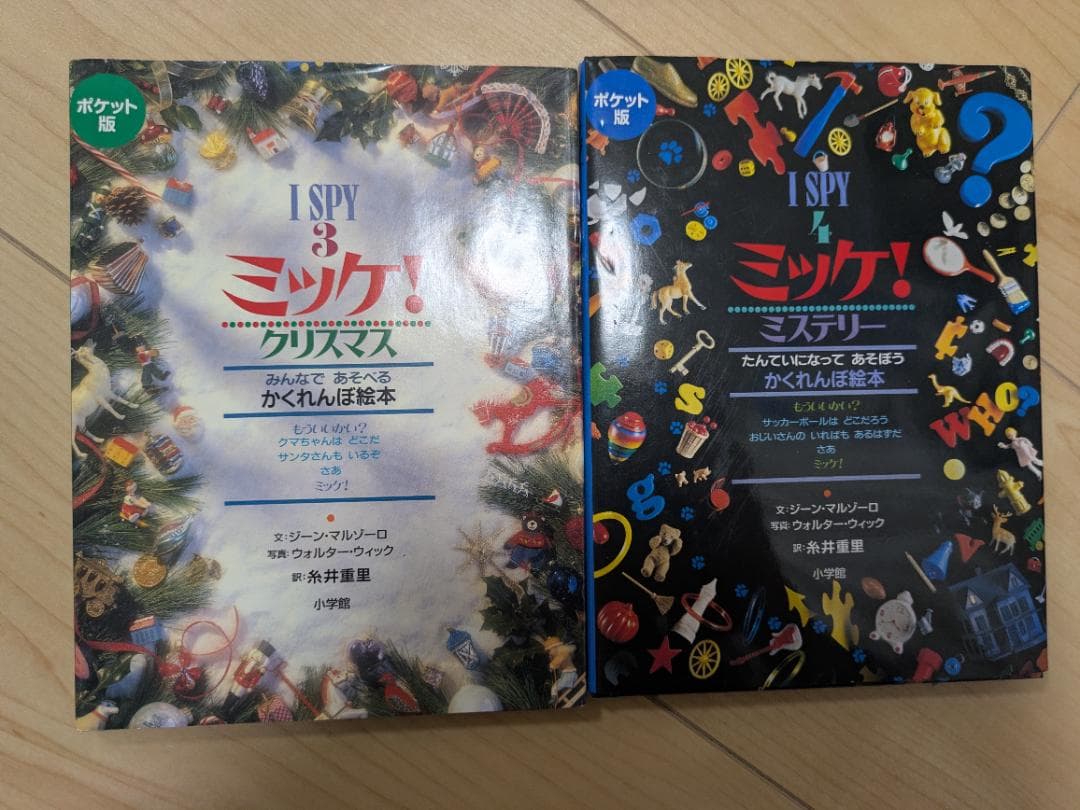 ポケット
版
I SPY
3
ミッケ!
クリスマス
みんなで あそべる
かくれんぼ絵本
もういいかい?
クマちゃんは どこだ
サンタさんも いるぞ
さあ
ミッケ!
文:ジーン・マルゾーロ
写真:ウォルター・ウィック
訳:糸井重里
小学館
ポケット
版
?
I SPY
4
ミッケ!
ミステリー
たんていになって あそぼう
かくれんぼ絵本
もういいかい?
サッカーボールは どこだろう
おじいさんの いればも あるはずだ
さあ
ミッケ!
文:ジーン・マルゾーロ
写真:ウォルター・ウィック
訳:糸井重里
小学館
WHO?
s
g